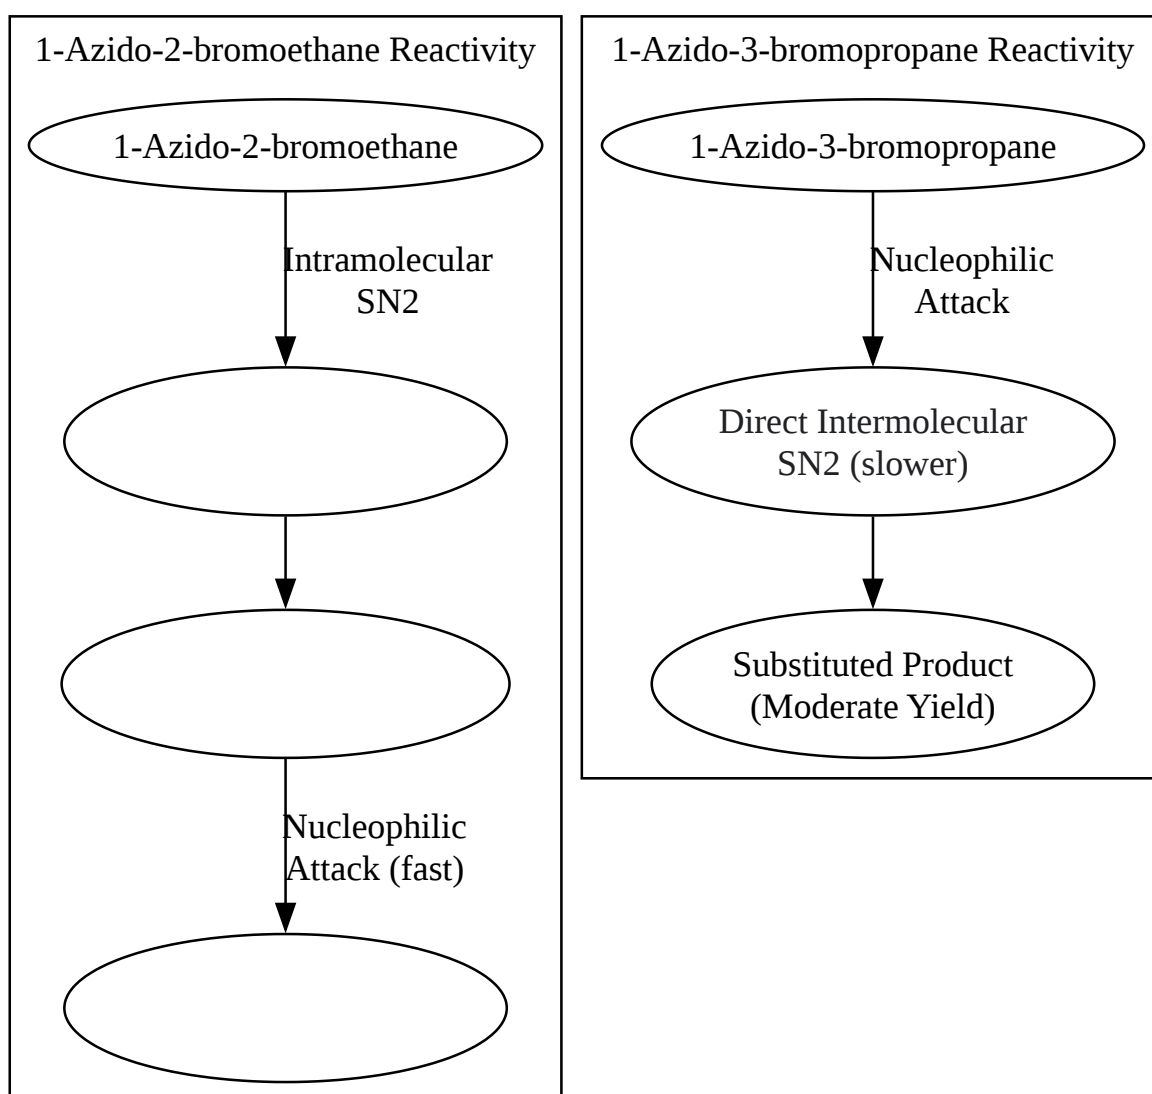 1-Azido-2-bromoethane Reactivity
1-Azido-2-bromoethane
Intramolecular
SN2
Nucleophilic
Attack (fast)
1-Azido-3-bromopropane Reactivity
1-Azido-3-bromopropane
Nucleophilic
Attack
Direct Intermolecular
SN2 (slower)
Substituted Product
(Moderate Yield)